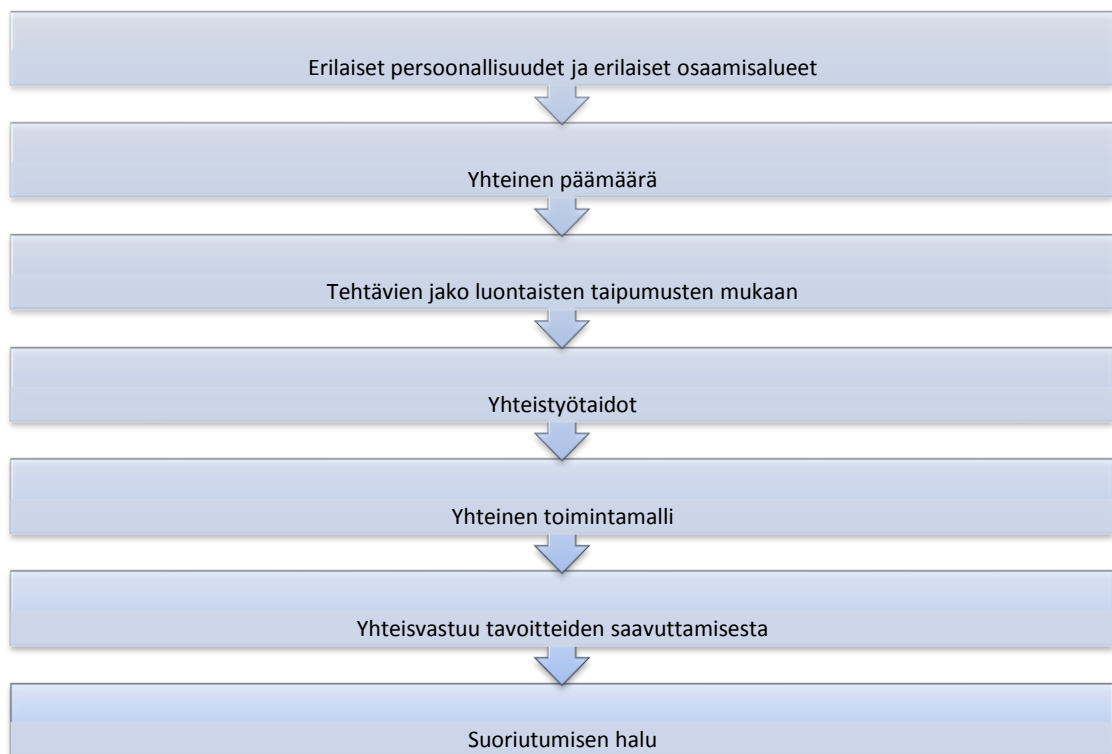 Erilaiset persoonallisuudet ja erilaiset osaamisalueet
Yhteinen päämäärä
Tehtävien jako luontaisten taipumusten mukaan
Yhteistyötaidot
Yhteinen toimintamalli
Yhteisvastuu tavoitteiden saavuttamisesta
Suoriutumisen halu